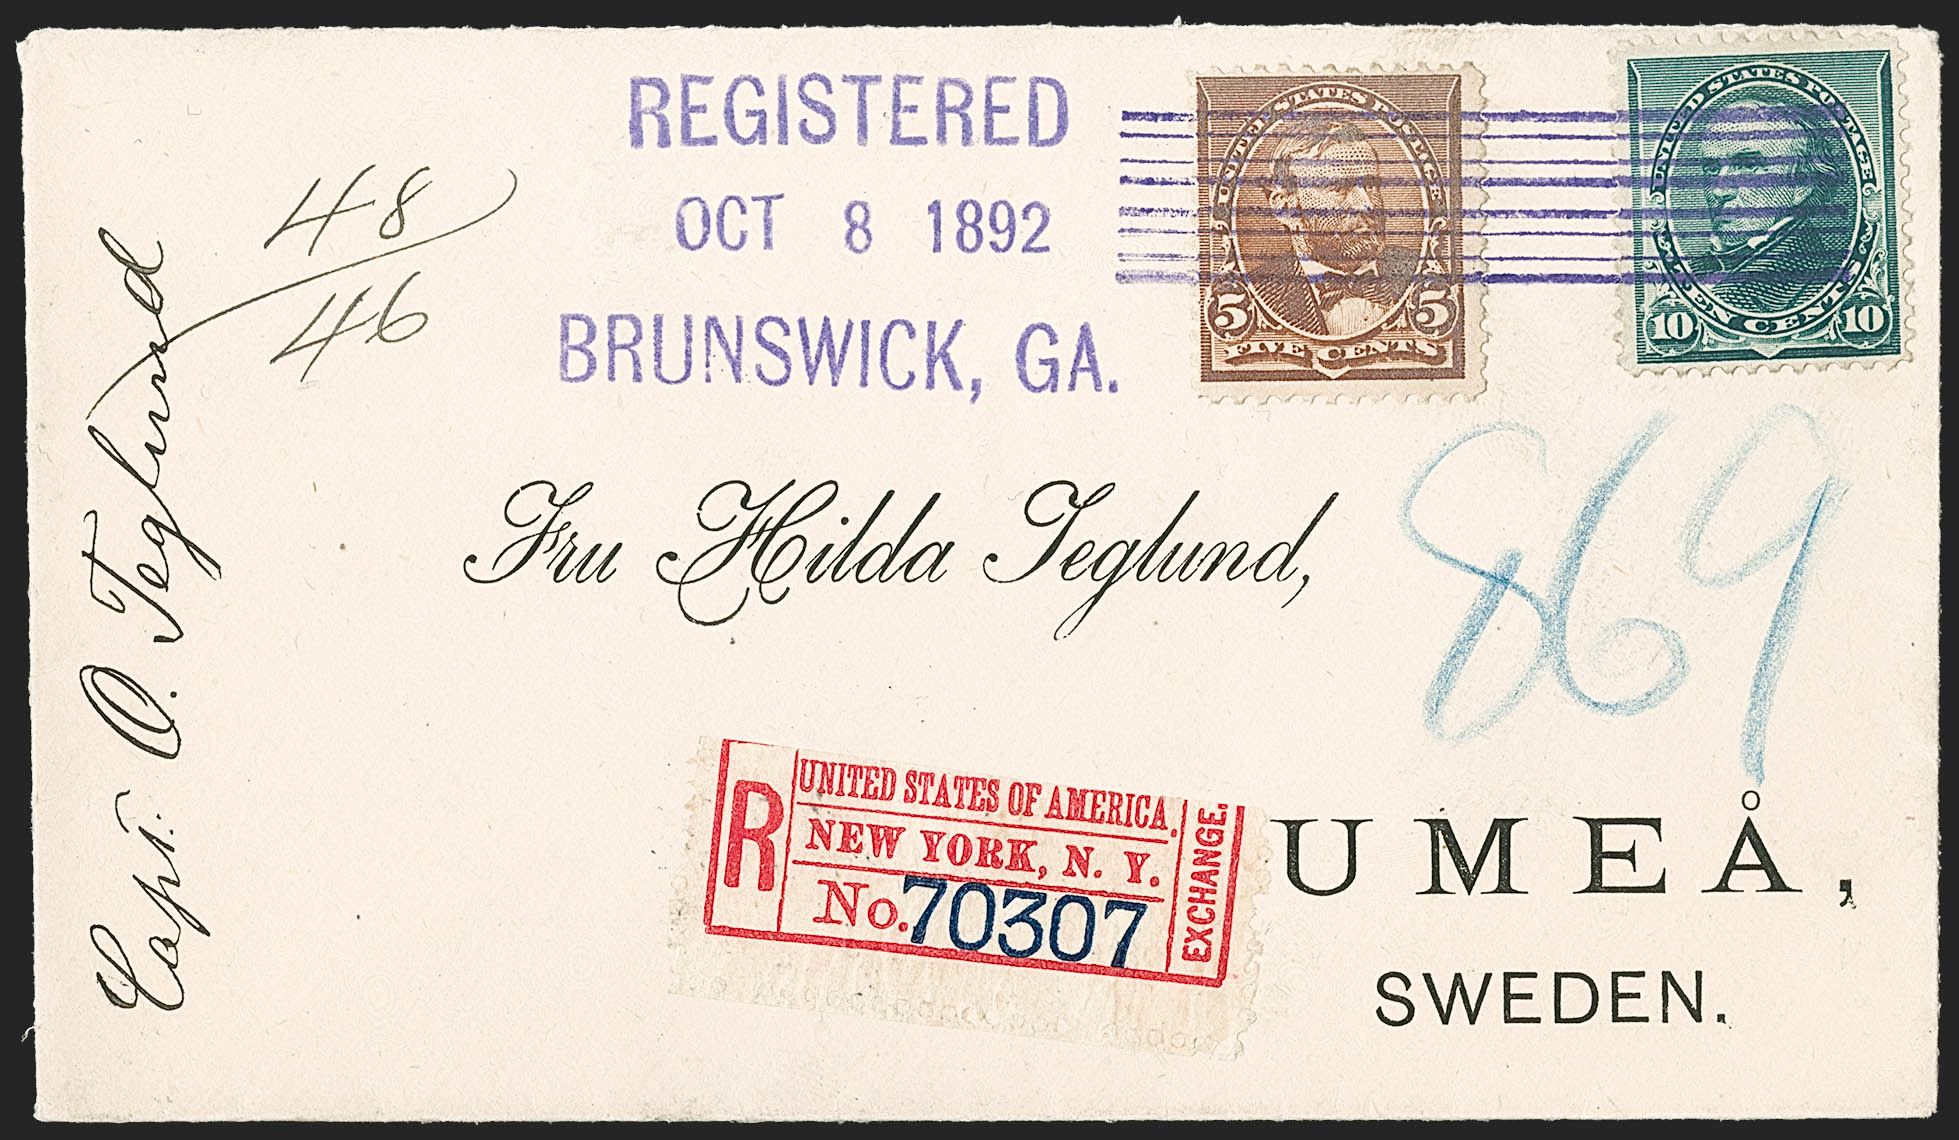 REGISTERED
OCT 8 1892
BRUNSWICK, GA.
UNITED STATES POSTAGE
5 5
FIVE CENTS
UNITED STATES POSTAGE
10 10
TEN CENTS
48
46
Capt. O. Teglund
Fru Hilda Teglund,
869
R
UNITED STATES OF AMERICA.
NEW YORK, N. Y.
No. 70307
EXCHANGE.
UMEÅ,
SWEDEN.